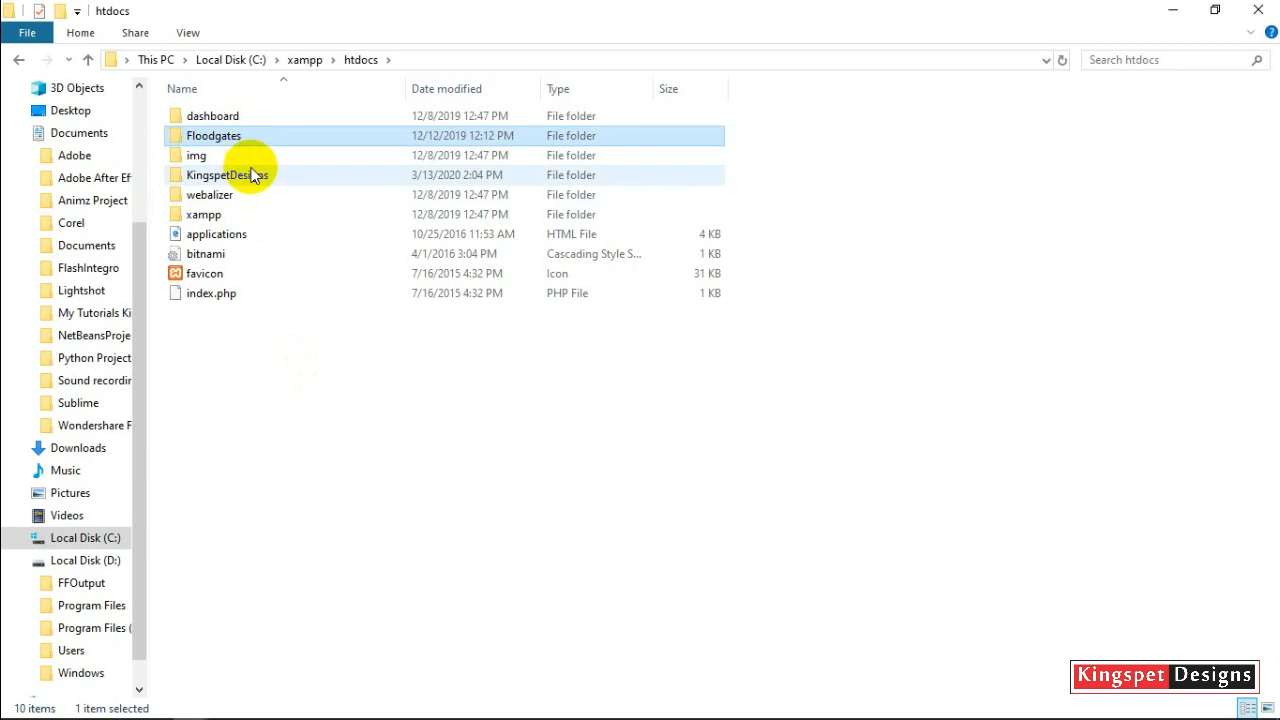 htdocs
File Home Share View
This PC Local Disk (C:) xampp htdocs Search htdocs
Name Date modified Type Size
3D Objects
Desktop
Documents
Adobe
Adobe After Ef
Animz Project
Corel
Documents
FlashIntegro
Lightshot
My Tutorials Ki
NetBeansProje
Python Project
Sound recordin
Sublime
Wondershare F
Downloads
Music
Pictures
Videos
Local Disk (C:)
Local Disk (D:)
FFOutput
Program Files
Program Files (
Users
Windows
dashboard 12/8/2019 12:47 PM File folder
Floodgates 12/12/2019 12:12 PM File folder
img 12/8/2019 12:47 PM File folder
KingspetDesigns 3/13/2020 2:04 PM File folder
webalizer 12/8/2019 12:47 PM File folder
xampp 12/8/2019 12:47 PM File folder
applications 10/25/2016 11:53 AM HTML File 4 KB
bitnami 4/1/2016 3:04 PM Cascading Style S... 1 KB
favicon 7/16/2015 4:32 PM Icon 31 KB
index.php 7/16/2015 4:32 PM PHP File 1 KB
Kingspet Designs
10 items 1 item selected